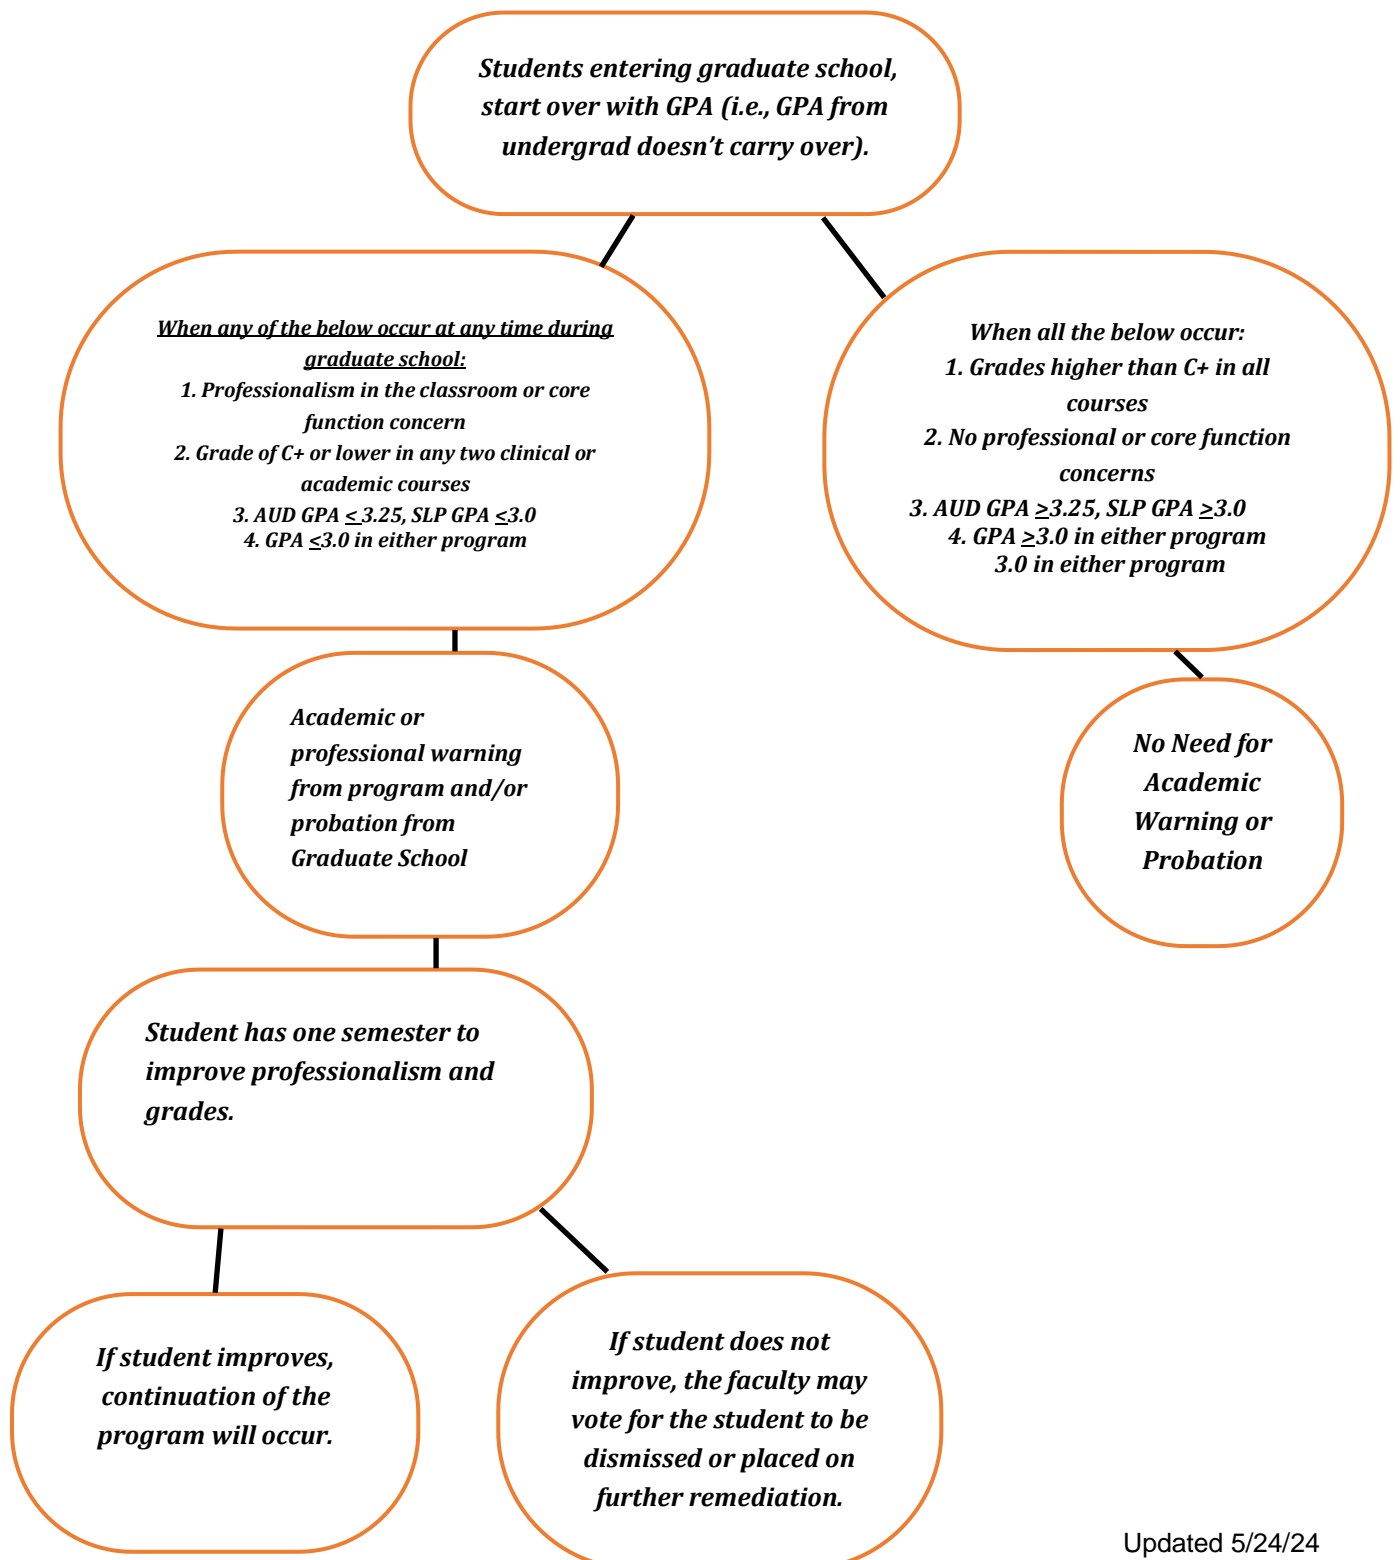 Students entering graduate school,
start over with GPA (i.e., GPA from
undergrad doesn’t carry over).
When any of the below occur at any time during
graduate school:
1. Professionalism in the classroom or core
function concern
2. Grade of C+ or lower in any two clinical or
academic courses
3. AUD GPA < 3.25, SLP GPA <3.0
4. GPA <3.0 in either program
When all the below occur:
1. Grades higher than C+ in all
courses
2. No professional or core function
concerns
3. AUD GPA >3.25, SLP GPA >3.0
4. GPA >3.0 in either program
3.0 in either program
Academic or
professional warning
from program and/or
probation from
Graduate School
No Need for
Academic
Warning or
Probation
Student has one semester to
improve professionalism and
grades.
If student improves,
continuation of the
program will occur.
If student does not
improve, the faculty may
vote for the student to be
dismissed or placed on
further remediation.
Updated 5/24/24